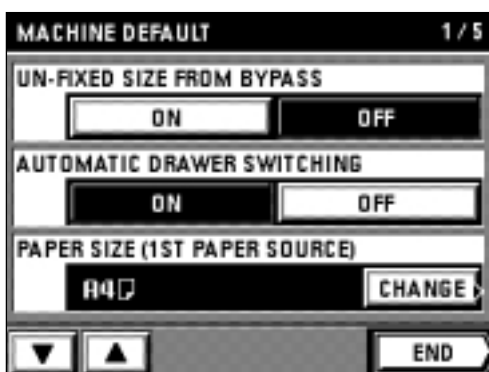 MACHINE DEFAULT 1/5
UN-FIXED SIZE FROM BYPASS
ON OFF
AUTOMATIC DRAWER SWITCHING
ON OFF
PAPER SIZE (1ST PAPER SOURCE)
A4 CHANGE
END